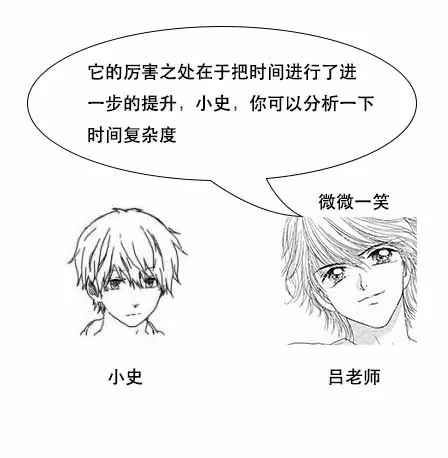 它的厉害之处在于把时间进行了进
一步的提升，小史，你可以分析一下
时间复杂度
微微一笑
小史
吕老师